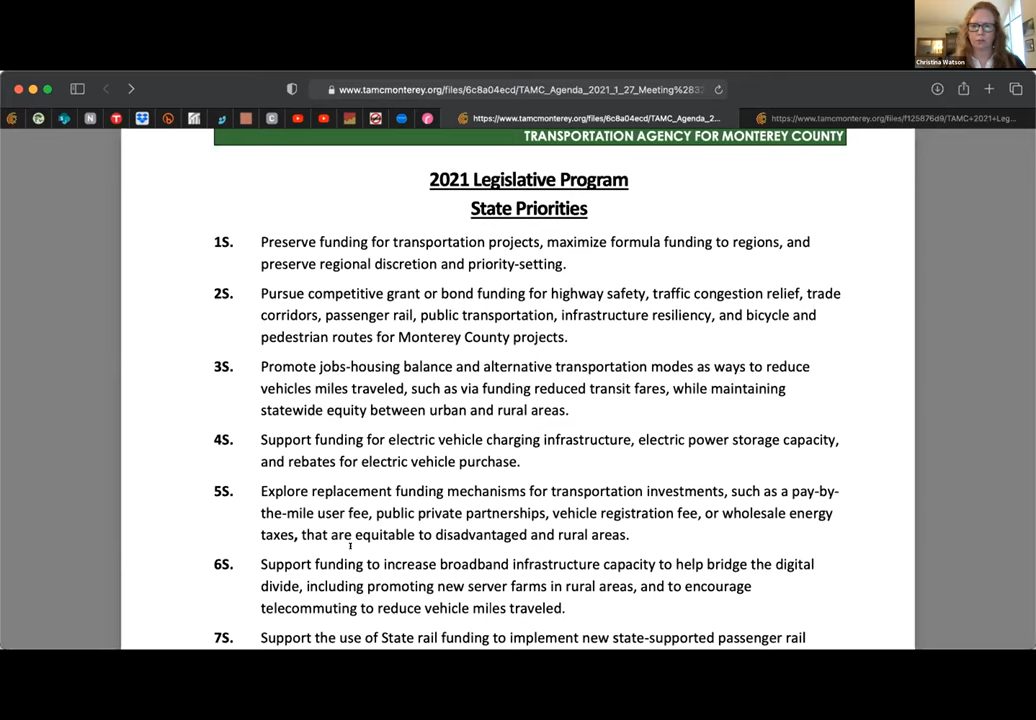 Christina Watson
www.tamcmonterey.org/files/6c8a04ecd/TAMC_Agenda_2021_1_27_Meeting%2832
https://www.tamcmonterey.org/files/6c8a04ecd/TAMC_Agenda_2...
https://www.tamcmonterey.org/files/f125876d9/TAMC+2021+Leg...
TRANSPORTATION AGENCY FOR MONTEREY COUNTY
2021 Legislative Program
State Priorities
1S. Preserve funding for transportation projects, maximize formula funding to regions, and
preserve regional discretion and priority-setting.
2S. Pursue competitive grant or bond funding for highway safety, traffic congestion relief, trade
corridors, passenger rail, public transportation, infrastructure resiliency, and bicycle and
pedestrian routes for Monterey County projects.
3S. Promote jobs-housing balance and alternative transportation modes as ways to reduce
vehicles miles traveled, such as via funding reduced transit fares, while maintaining
statewide equity between urban and rural areas.
4S. Support funding for electric vehicle charging infrastructure, electric power storage capacity,
and rebates for electric vehicle purchase.
5S. Explore replacement funding mechanisms for transportation investments, such as a pay-by-
the-mile user fee, public private partnerships, vehicle registration fee, or wholesale energy
taxes, that are equitable to disadvantaged and rural areas.
6S. Support funding to increase broadband infrastructure capacity to help bridge the digital
divide, including promoting new server farms in rural areas, and to encourage
telecommuting to reduce vehicle miles traveled.
7S. Support the use of State rail funding to implement new state-supported passenger rail